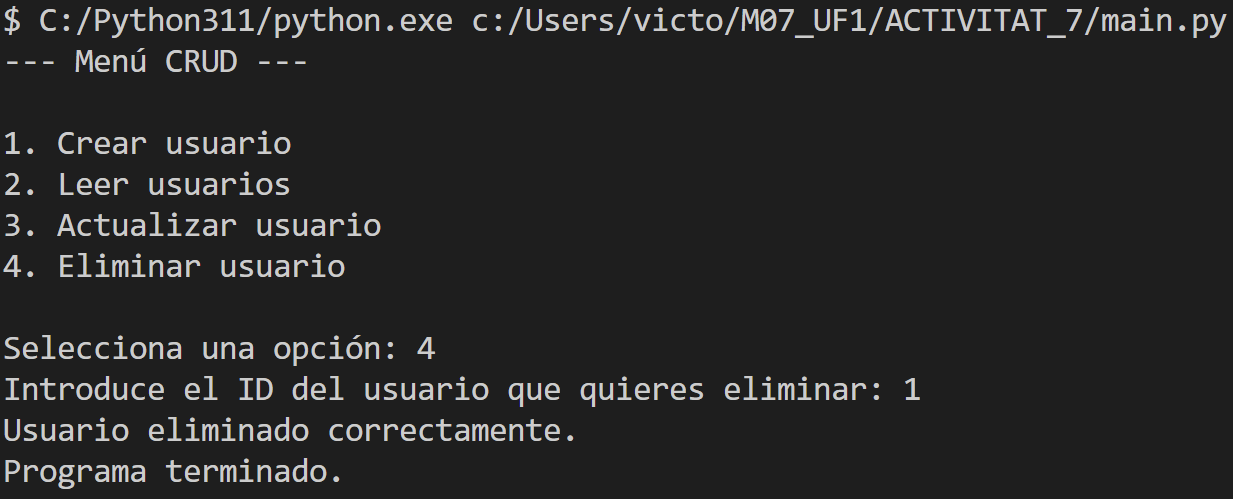 $ C:/Python311/python.exe c:/Users/victo/M07_UF1/ACTIVITAT_7/main.py
--- Menú CRUD ---
1. Crear usuario
2. Leer usuarios
3. Actualizar usuario
4. Eliminar usuario
Selecciona una opción: 4
Introduce el ID del usuario que quieres eliminar: 1
Usuario eliminado correctamente.
Programa terminado.